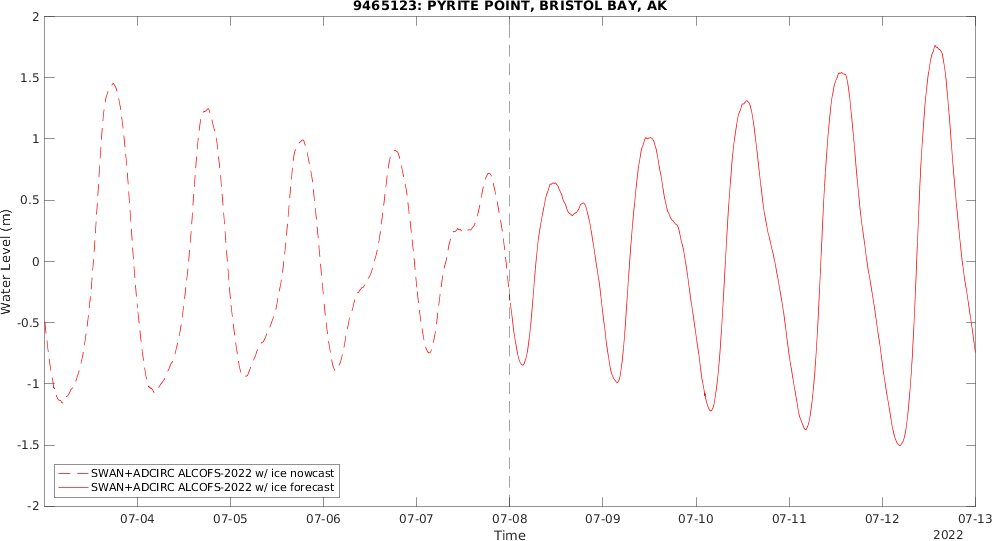 9465123: PYRITE POINT, BRISTOL BAY, AK
2
1.5
1
0.5
0
-0.5
-1
-1.5
-2
Water Level (m)
SWAN+ADCIRC ALCOFS-2022 w/ ice nowcast
SWAN+ADCIRC ALCOFS-2022 w/ ice forecast
07-04 07-05 07-06 07-07 07-08 07-09 07-10 07-11 07-12 07-13
Time
2022